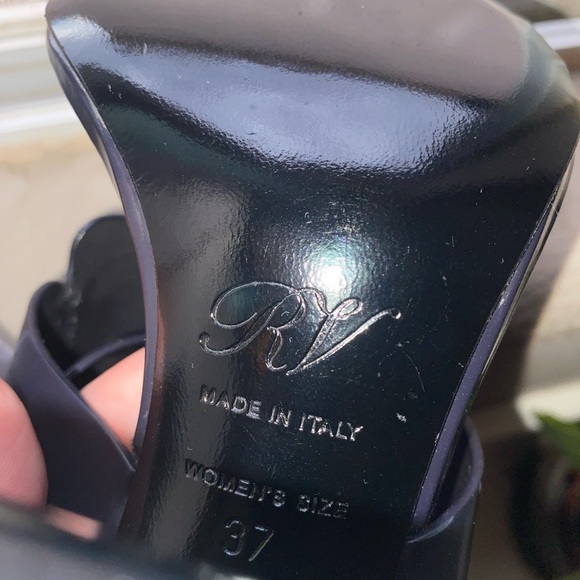 RV
MADE IN ITALY
WOMEN'S SIZE
37